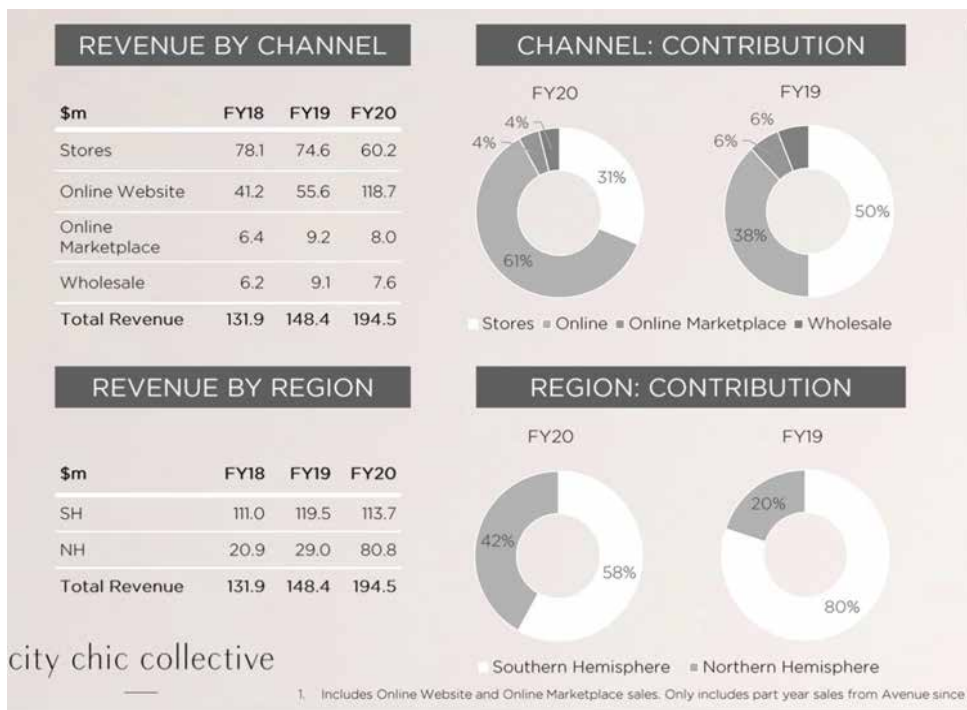 REVENUE BY CHANNEL
$m FY18 FY19 FY20
Stores 78.1 74.6 60.2
Online Website 41.2 55.6 118.7
Online
Marketplace 6.4 9.2 8.0
Wholesale 6.2 9.1 7.6
Total Revenue 131.9 148.4 194.5
CHANNEL: CONTRIBUTION
FY20
4%
4%
31%
61%
FY19
6%
6%
50%
38%
Stores Online Online Marketplace Wholesale
REVENUE BY REGION
$m FY18 FY19 FY20
SH 111.0 119.5 113.7
NH 20.9 29.0 80.8
Total Revenue 131.9 148.4 194.5
REGION: CONTRIBUTION
FY20
42%
58%
FY19
20%
80%
Southern Hemisphere Northern Hemisphere
city chic collective
1. Includes Online Website and Online Marketplace sales. Only includes part year sales from Avenue since